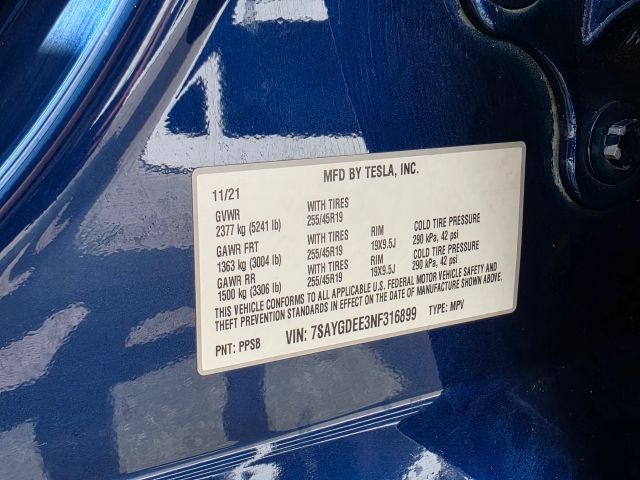 MFD BY TESLA, INC.
11/21
GVWR WITH TIRES
2377 kg (5241 lb) 255/45R19
GAWR FRT WITH TIRES RIM COLD TIRE PRESSURE
1363 kg (3004 lb) 255/45R19 19X9.5J 290 kPa, 42 psi
GAWR RR WITH TIRES RIM COLD TIRE PRESSURE
1500 kg (3306 lb) 255/45R19 19X9.5J 290 kPa, 42 psi
THIS VEHICLE CONFORMS TO ALL APPLICABLE U.S. FEDERAL MOTOR VEHICLE SAFETY AND
THEFT PREVENTION STANDARDS IN EFFECT ON THE DATE OF MANUFACTURE SHOWN ABOVE.
PNT: PPSB VIN: 7SAYGDEE3NF316899 TYPE: MPV